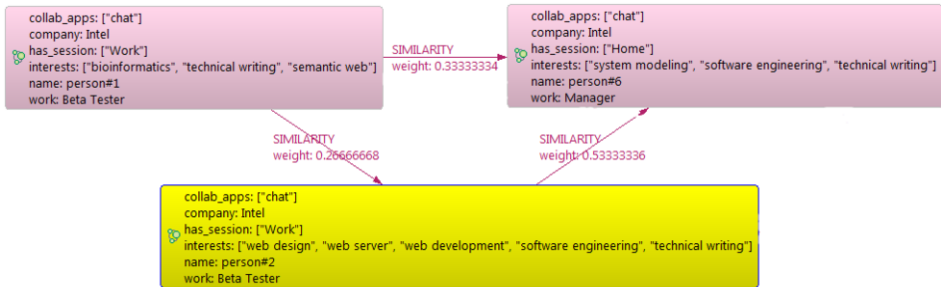 collab_apps: ["chat"]
company: Intel
has_session: ["Work"]
interests: ["bioinformatics", "technical writing", "semantic web"]
name: person#1
work: Beta Tester
SIMILARITY
weight: 0.33333334
collab_apps: ["chat"]
company: Intel
has_session: ["Home"]
interests: ["system modeling", "software engineering", "technical writing"]
name: person#6
work: Manager
SIMILARITY
weight: 0.26666668
SIMILARITY
weight: 0.53333336
collab_apps: ["chat"]
company: Intel
has_session: ["Work"]
interests: ["web design", "web server", "web development", "software engineering", "technical writing"]
name: person#2
work: Beta Tester